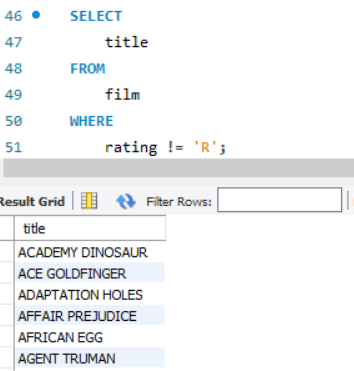 46 SELECT
47 title
48 FROM
49 film
50 WHERE
51 rating != 'R';
Result Grid Filter Rows:
title
ACADEMY DINOSAUR
ACE GOLDFINGER
ADAPTATION HOLES
AFFAIR PREJUDICE
AFRICAN EGG
AGENT TRUMAN